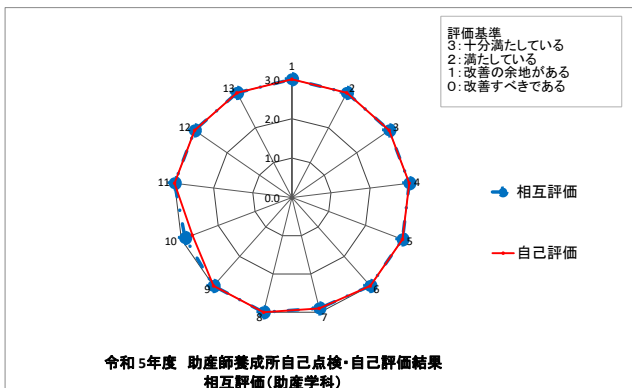 評価基準
3:十分満たしている
2:満たしている
1:改善の余地がある
0:改善すべきである
1
2
3
4
5
6
7
8
9
10
11
12
13
3.0
2.0
1.0
0.0
相互評価
自己評価
令和5年度 助産師養成所自己点検・自己評価結果
相互評価(助産学科)